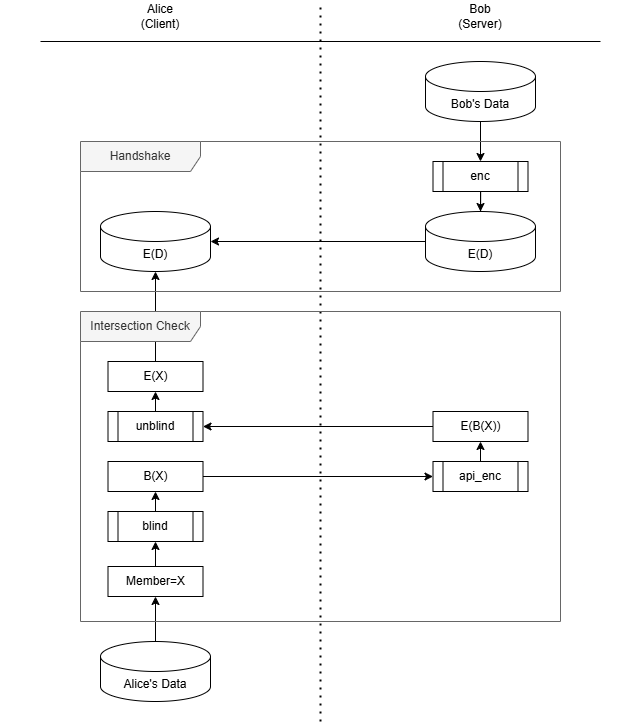 Alice
(Client)
Bob
(Server)
Bob's Data
Handshake
enc
E(D)
E(D)
Intersection Check
E(X)
unblind
E(B(X))
B(X)
api_enc
blind
Member=X
Alice's Data